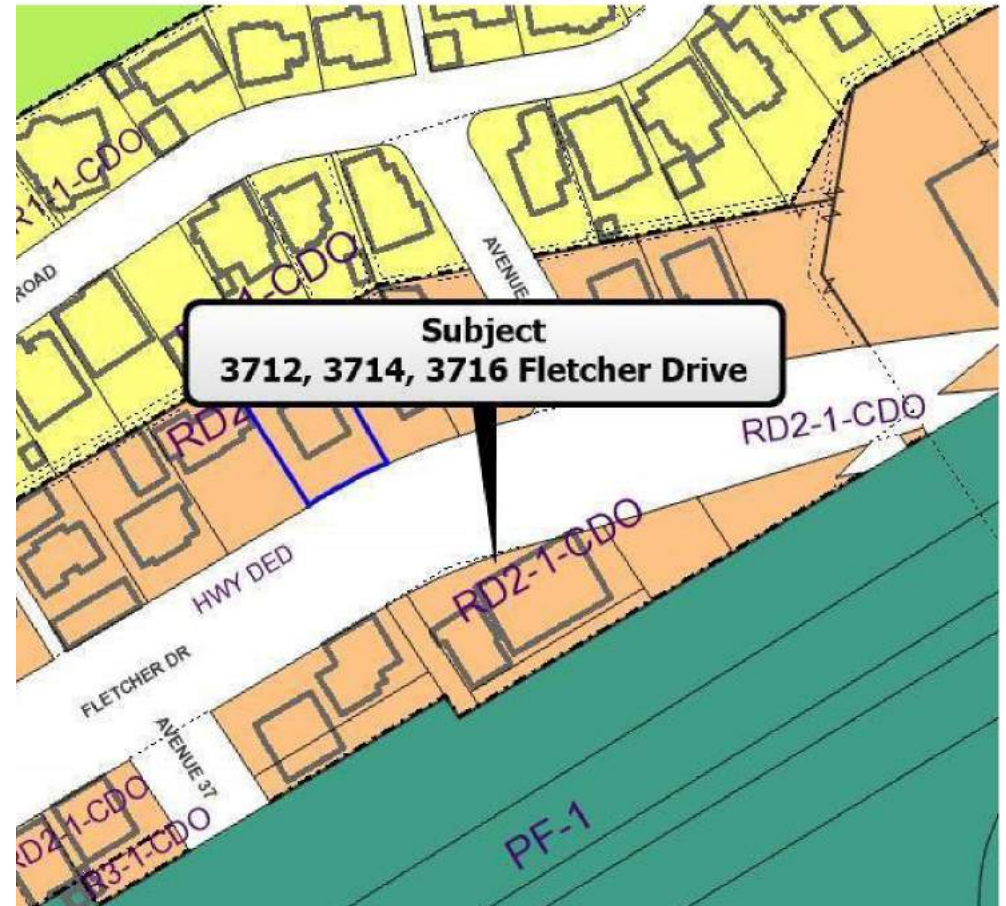 R1-1-CDO
ROAD
AVENUE
1-CDO
Subject
3712, 3714, 3716 Fletcher Drive
RD2
RD2-1-CDO
HWY DED
RD2-1-CDO
FLETCHER DR
AVENUE 37
RD2-1-CDO
R3-1-CDO
PF-1